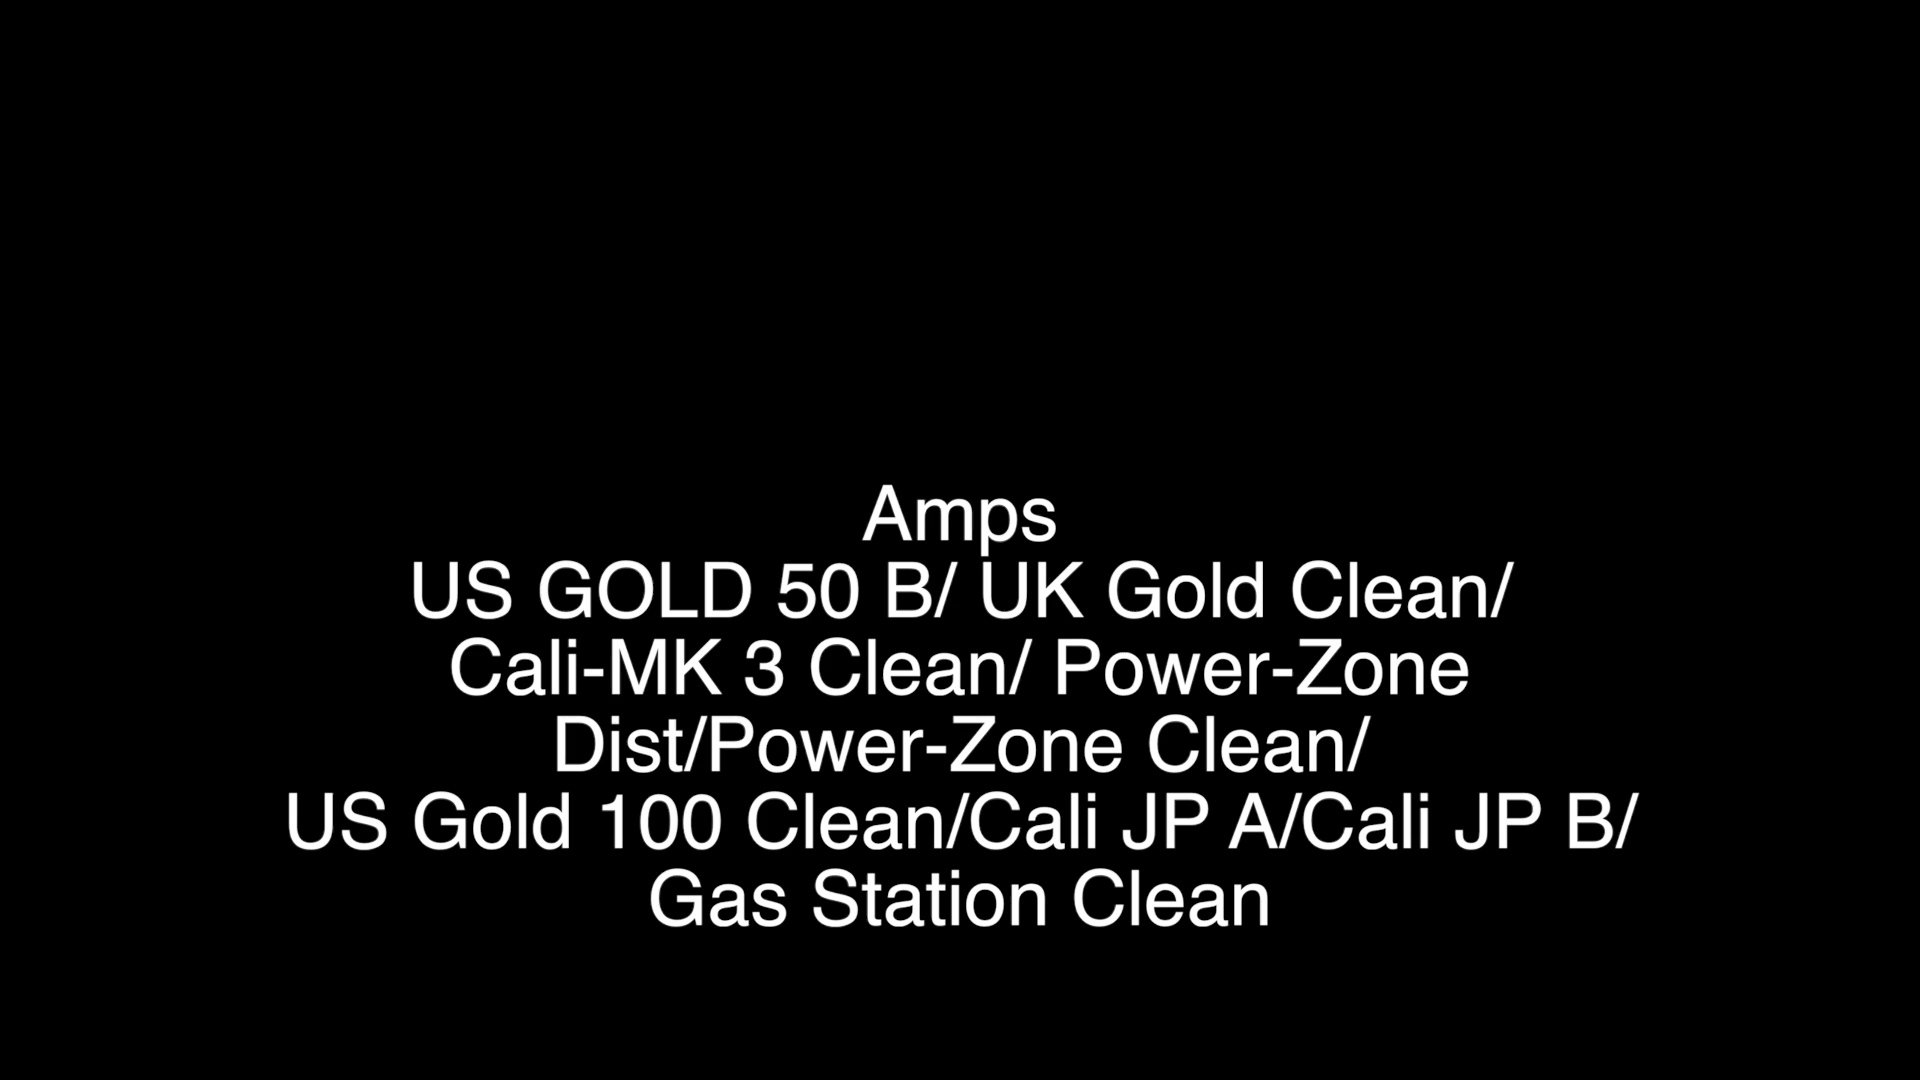 Amps
US GOLD 50 B/ UK Gold Clean/
Cali-MK 3 Clean/ Power-Zone
Dist/Power-Zone Clean/
US Gold 100 Clean/Cali JP A/Cali JP B/
Gas Station Clean